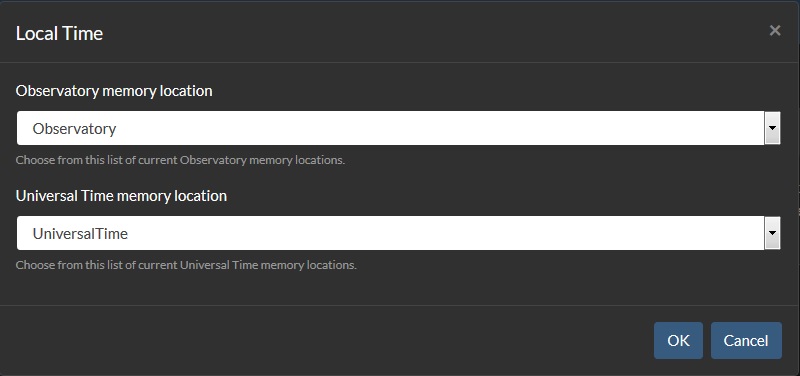 Local Time
×
Observatory memory location
Observatory
Choose from this list of current Observatory memory locations.
Universal Time memory location
UniversalTime
Choose from this list of current Universal Time memory locations.
OK Cancel